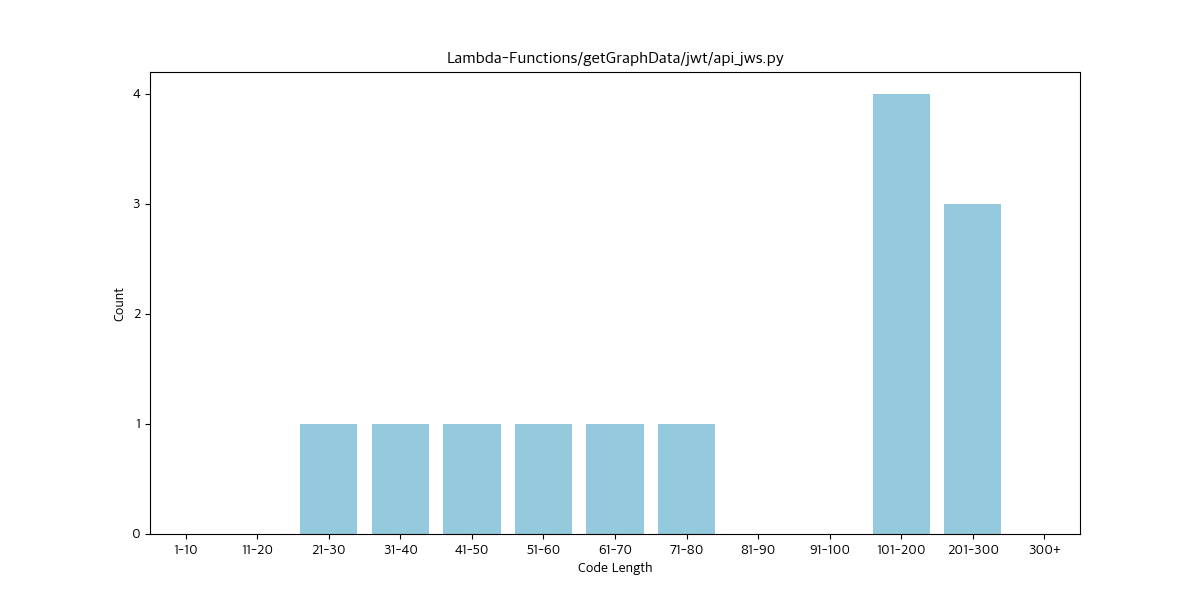 Lambda-Functions/getGraphData/jwt/api_jws.py
4
3
2
1
0
Count
1-10 11-20 21-30 31-40 41-50 51-60 61-70 71-80 81-90 91-100 101-200 201-300 300+
Code Length